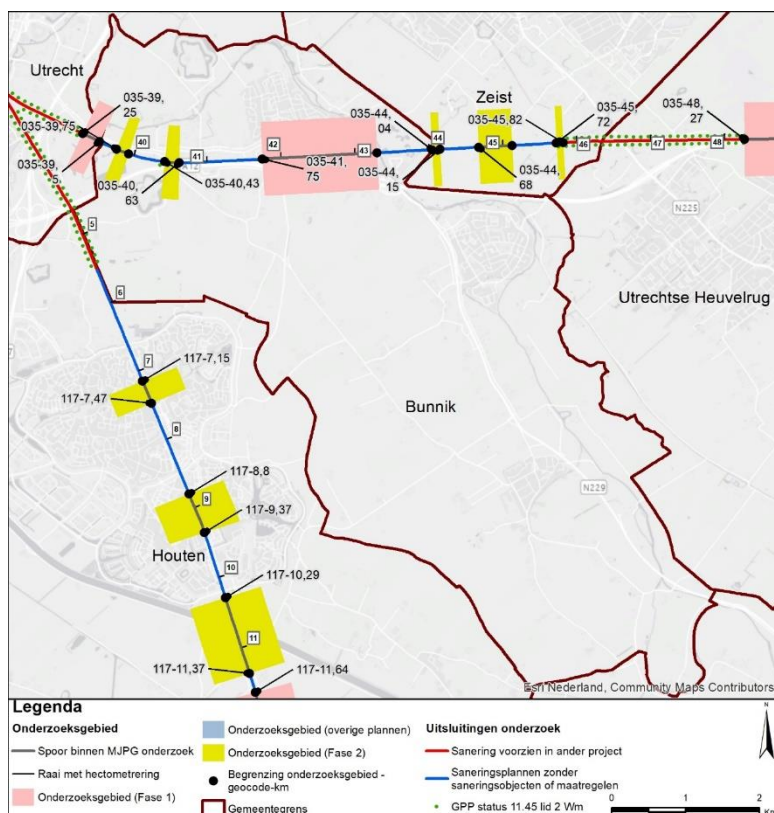 Utrecht
035-39,
25
035-39,75
035-39,
5
40
035-40,
63
41
035-40,43
42
035-41,
75
43
035-44,
04
035-44,
15
44
Zeist
035-45,82
45
035-44,
68
035-45,
72
46
47
48
035-48,
27
N225
Utrechtse Heuvelrug
5
6
7
117-7,15
117-7,47
8
Bunnik
N229
117-8,8
9
117-9,37
Houten
10
117-10,29
11
117-11,37
117-11,64
Esri Nederland, Community Maps Contributors
Legenda
Onderzoeksgebied
Spoor binnen MJPG onderzoek
Raai met hectometrering
Onderzoeksgebied (Fase 1)
Onderzoeksgebied (overige plannen)
Onderzoeksgebied (Fase 2)
Begrenzing onderzoeksgebied -
geocode-km
Gemeentegrens
Uitsluitingen onderzoek
Sanering voorzien in ander project
Saneringsplannen zonder
saneringsobjecten of maatregelen
GPP status 11.45 lid 2 Wm
N
0 1 2